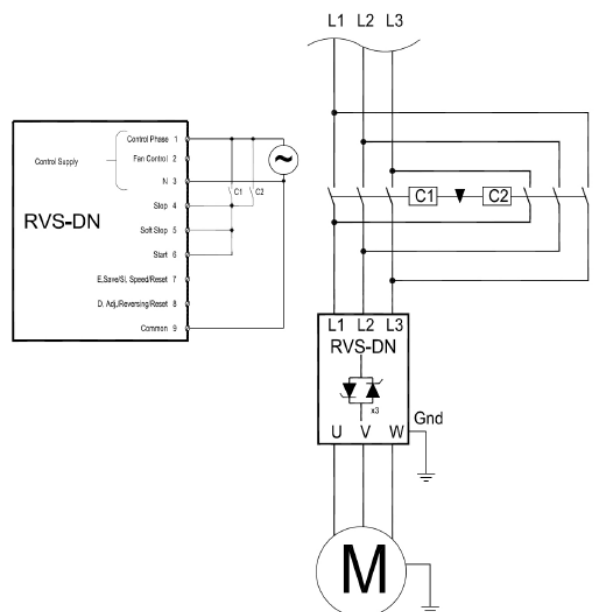 L1 L2 L3
Control Phase 1
Fan Control 2
Control Supply
N 3
Stop 4
C1 C2
RVS-DN
Soft Stop 5
Start 6
E.Save/Sl. Speed/Reset 7
D. Adj./Reversing/Reset 8
Common 9
C1 C2
L1 L2 L3
RVS-DN
x3
U V W
Gnd
M